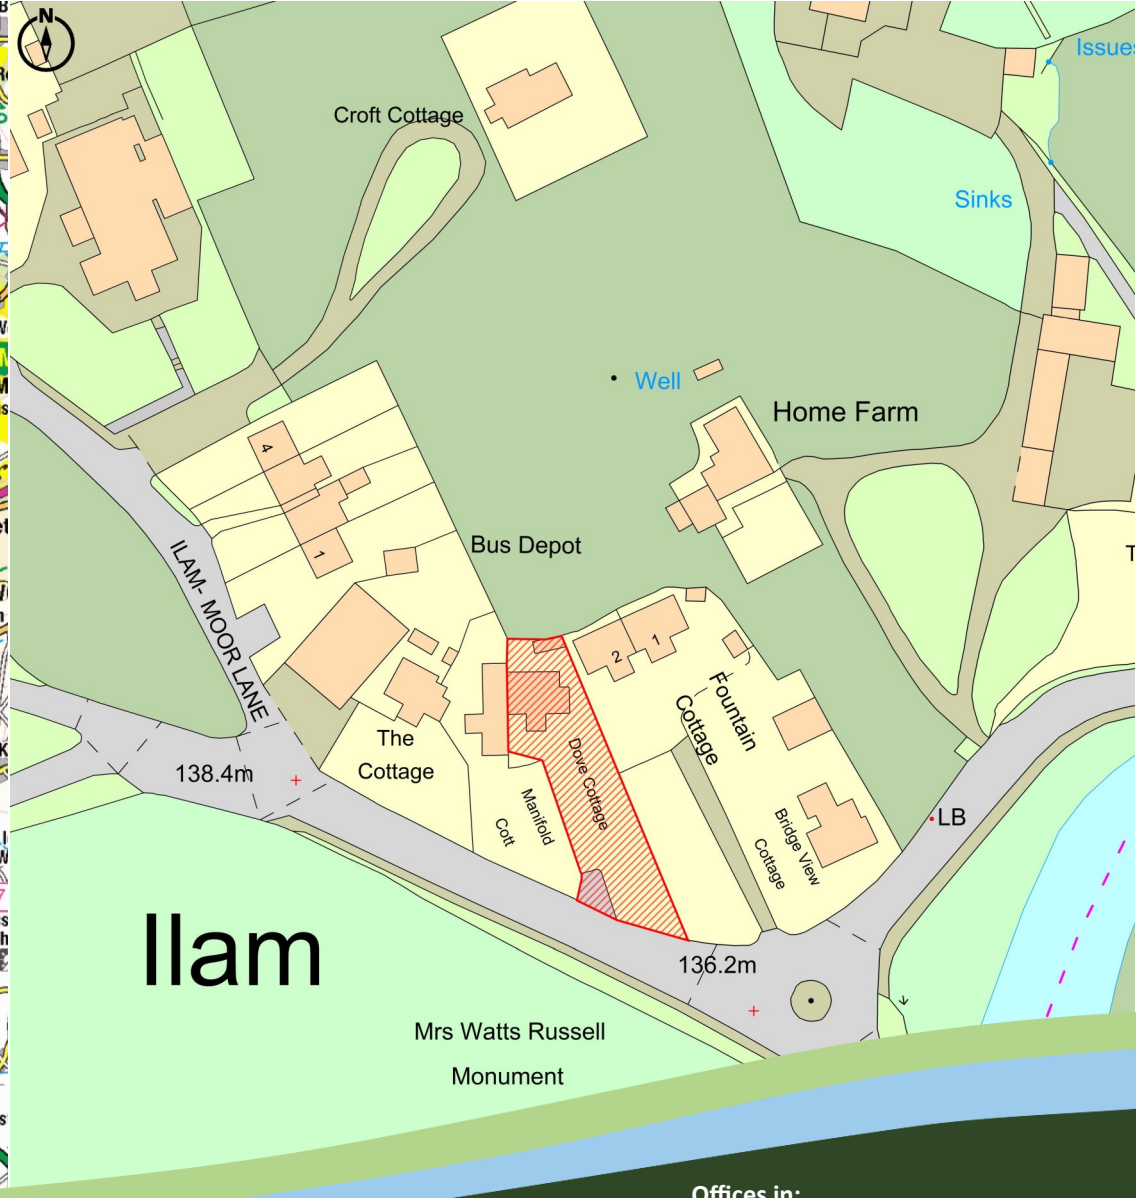 N
Issues
Croft Cottage
Sinks
Well
Home Farm
4
1
Bus Depot
ILAM- MOOR LANE
1
2
Fountain
Cottage
The
Cottage
Dove Cottage
138.4m
Manifold
Cott
Bridge View
Cottage
LB
Ilam
136.2m
Mrs Watts Russell
Monument
Offices in: